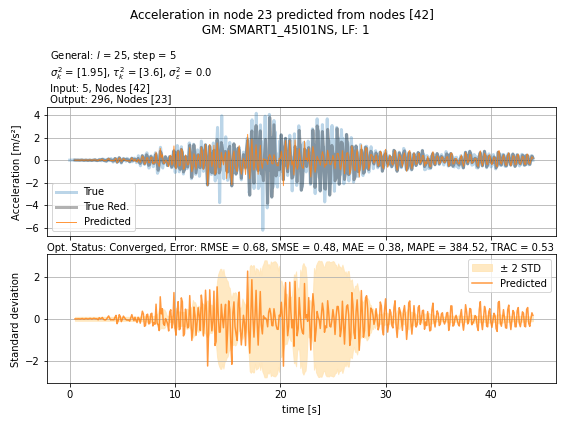 Acceleration in node 23 predicted from nodes [42]
GM: SMART1_45I01NS, LF: 1
General: l = 25, step = 5
σ²ₖ = [1.95], τ²ₖ = [3.6], σ²ε = 0.0
Input: 5, Nodes [42]
Output: 296, Nodes [23]
Acceleration [m/s²]
4
2
0
−2
−4
−6
True
True Red.
Predicted
Opt. Status: Converged, Error: RMSE = 0.68, SMSE = 0.48, MAE = 0.38, MAPE = 384.52, TRAC = 0.53
Standard deviation
2
0
−2
± 2 STD
Predicted
0 10 20 30 40
time [s]